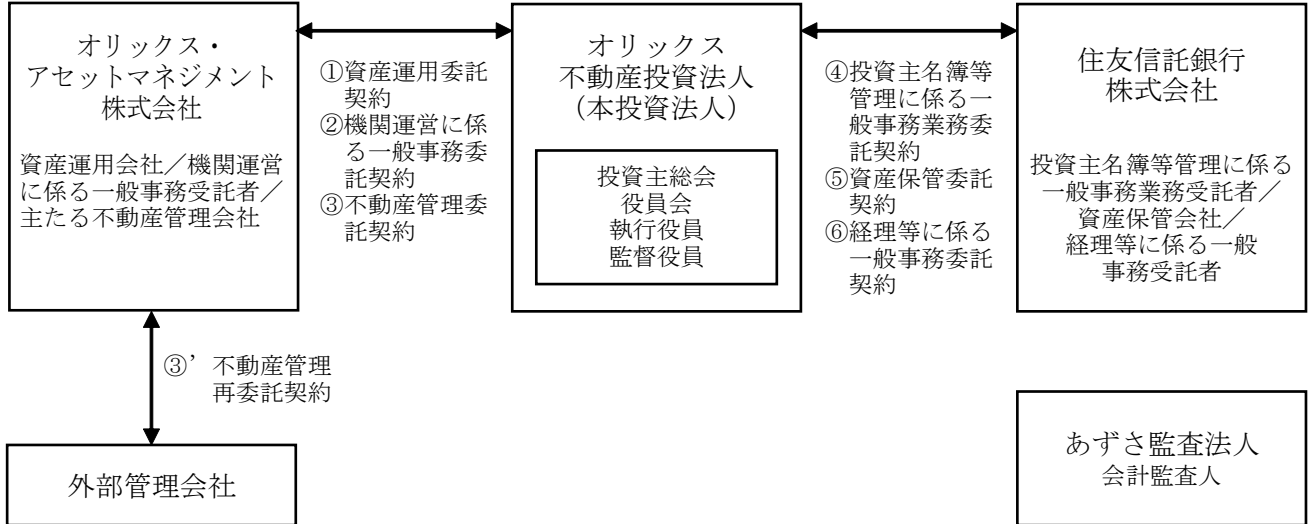 オリックス・
アセットマネジメント
株式会社
資産運用会社／機関運営
に係る一般事務受託者／
主たる不動産管理会社
①資産運用委託
契約
②機関運営に係
る一般事務委
託契約
③不動産管理委
託契約
オリックス
不動産投資法人
（本投資法人）
投資主総会
役員会
執行役員
監督役員
④投資主名簿等
管理に係る一
般事務業務委
託契約
⑤資産保管委託
契約
⑥経理等に係る
一般事務委託
契約
住友信託銀行
株式会社
投資主名簿等管理に係る
一般事務業務受託者／
資産保管会社／
経理等に係る一般
事務受託者
③’不動産管理
再委託契約
外部管理会社
あずさ監査法人
会計監査人